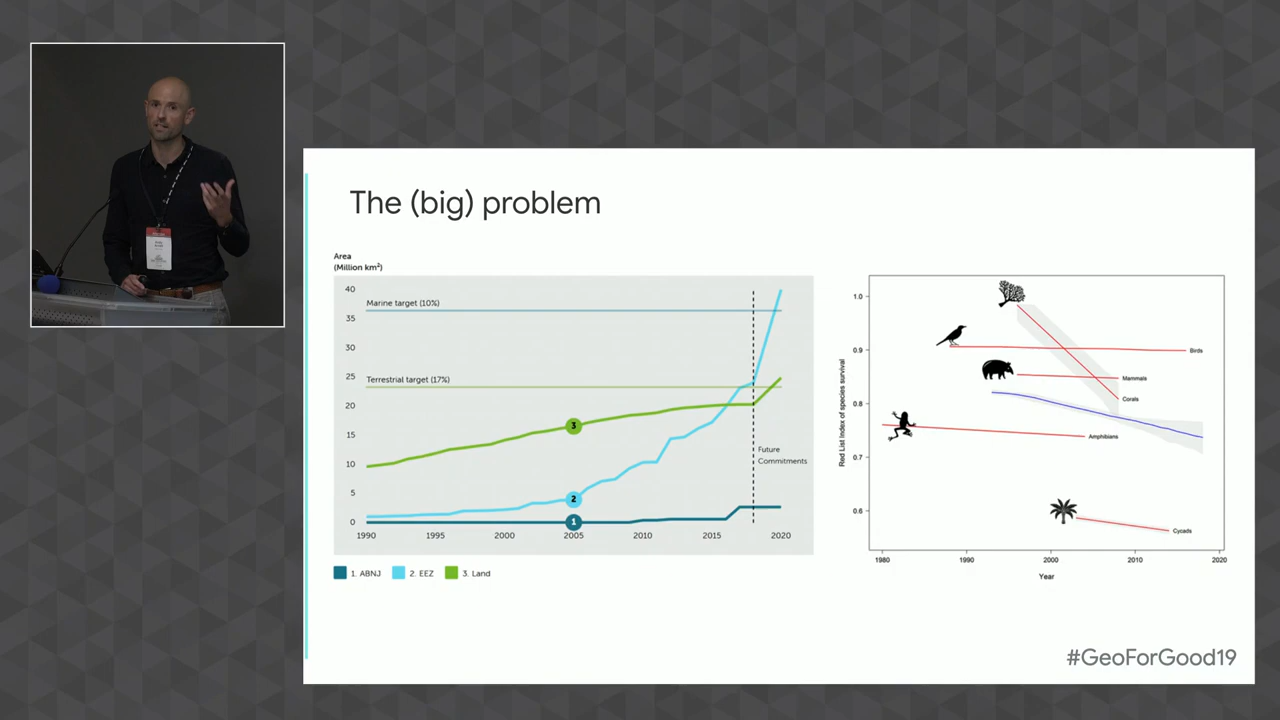 The (big) problem
Area
(Million km²)
40
35
30
25
20
15
10
5
0
Marine target (10%)
Terrestrial target (17%)
3
2
1
Future
Commitments
1990
1995
2000
2005
2010
2015
2020
1. ABNJ
2. EEZ
3. Land
Red List Index of species survival
1.0
0.9
0.8
0.7
0.6
Birds
Mammals
Corals
Amphibians
Cycads
1980
1990
2000
2010
2020
Year
#GeoForGood19